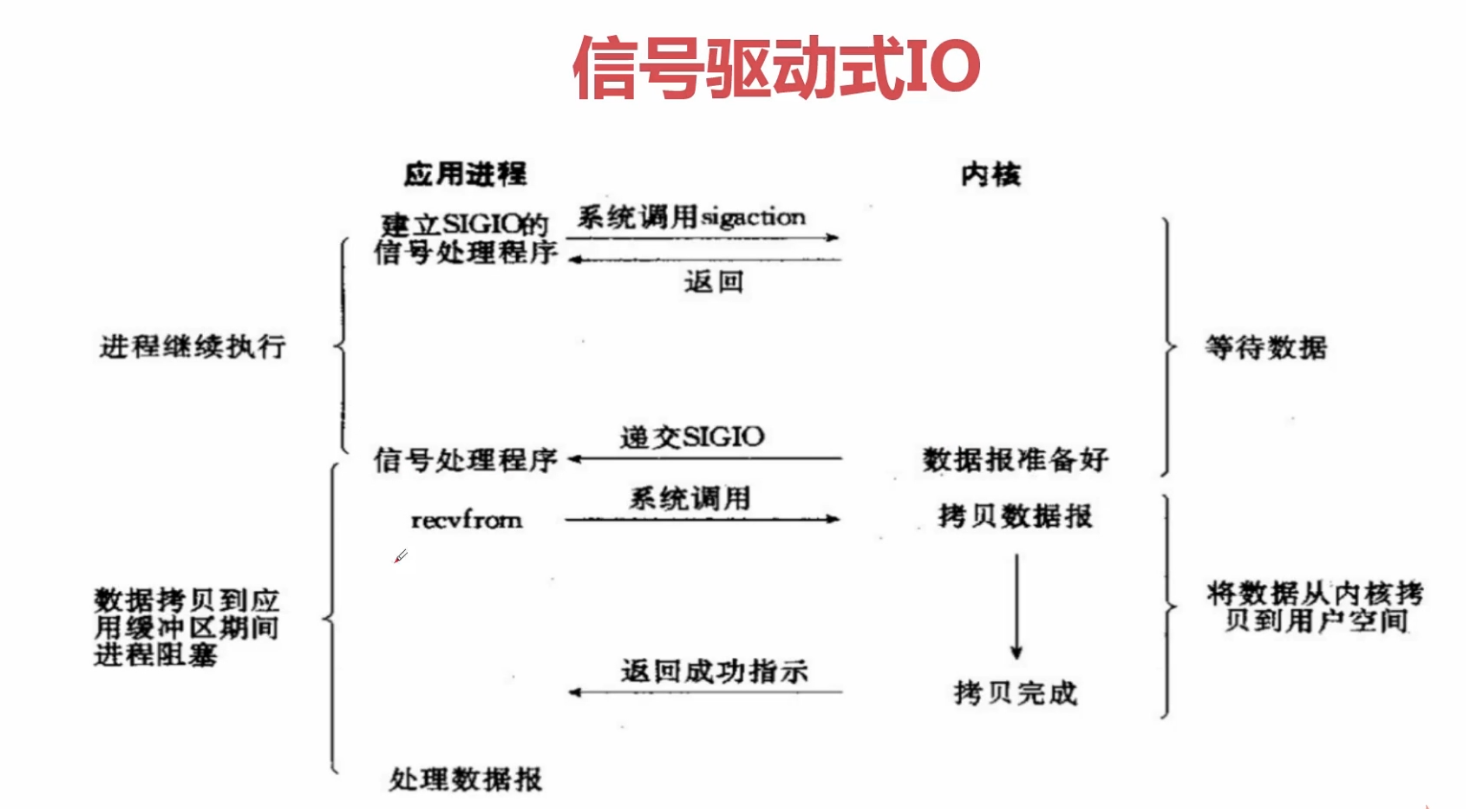 信号驱动式IO
应用进程
内核
建立SIGIO的
信号处理程序
系统调用sigaction
返回
进程继续执行
等待数据
递交SIGIO
信号处理程序
数据报准备好
系统调用
recvfrom
拷贝数据报
数据拷贝到应
用缓冲区期间
进程阻塞
将数据从内核拷
贝到用户空间
返回成功指示
拷贝完成
处理数据报